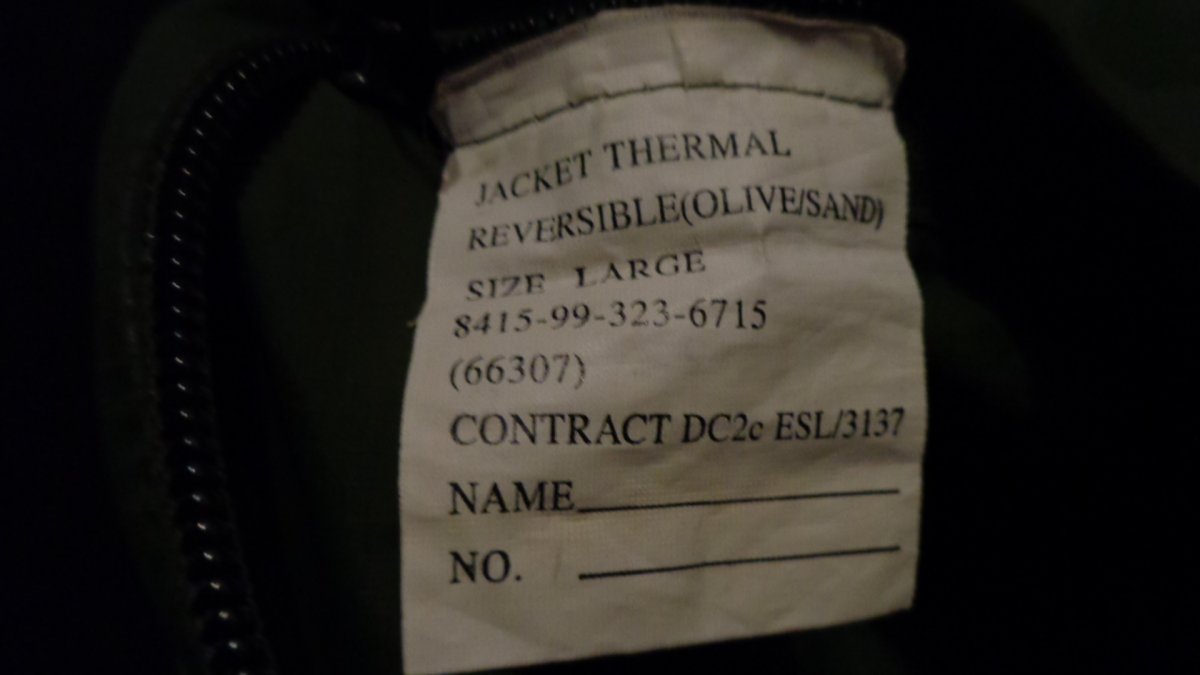 JACKET THERMAL
REVERSIBLE(OLIVE/SAND)
SIZE LARGE
8415-99-323-6715
(66307)
CONTRACT DC2c ESL/3137
NAME
NO.